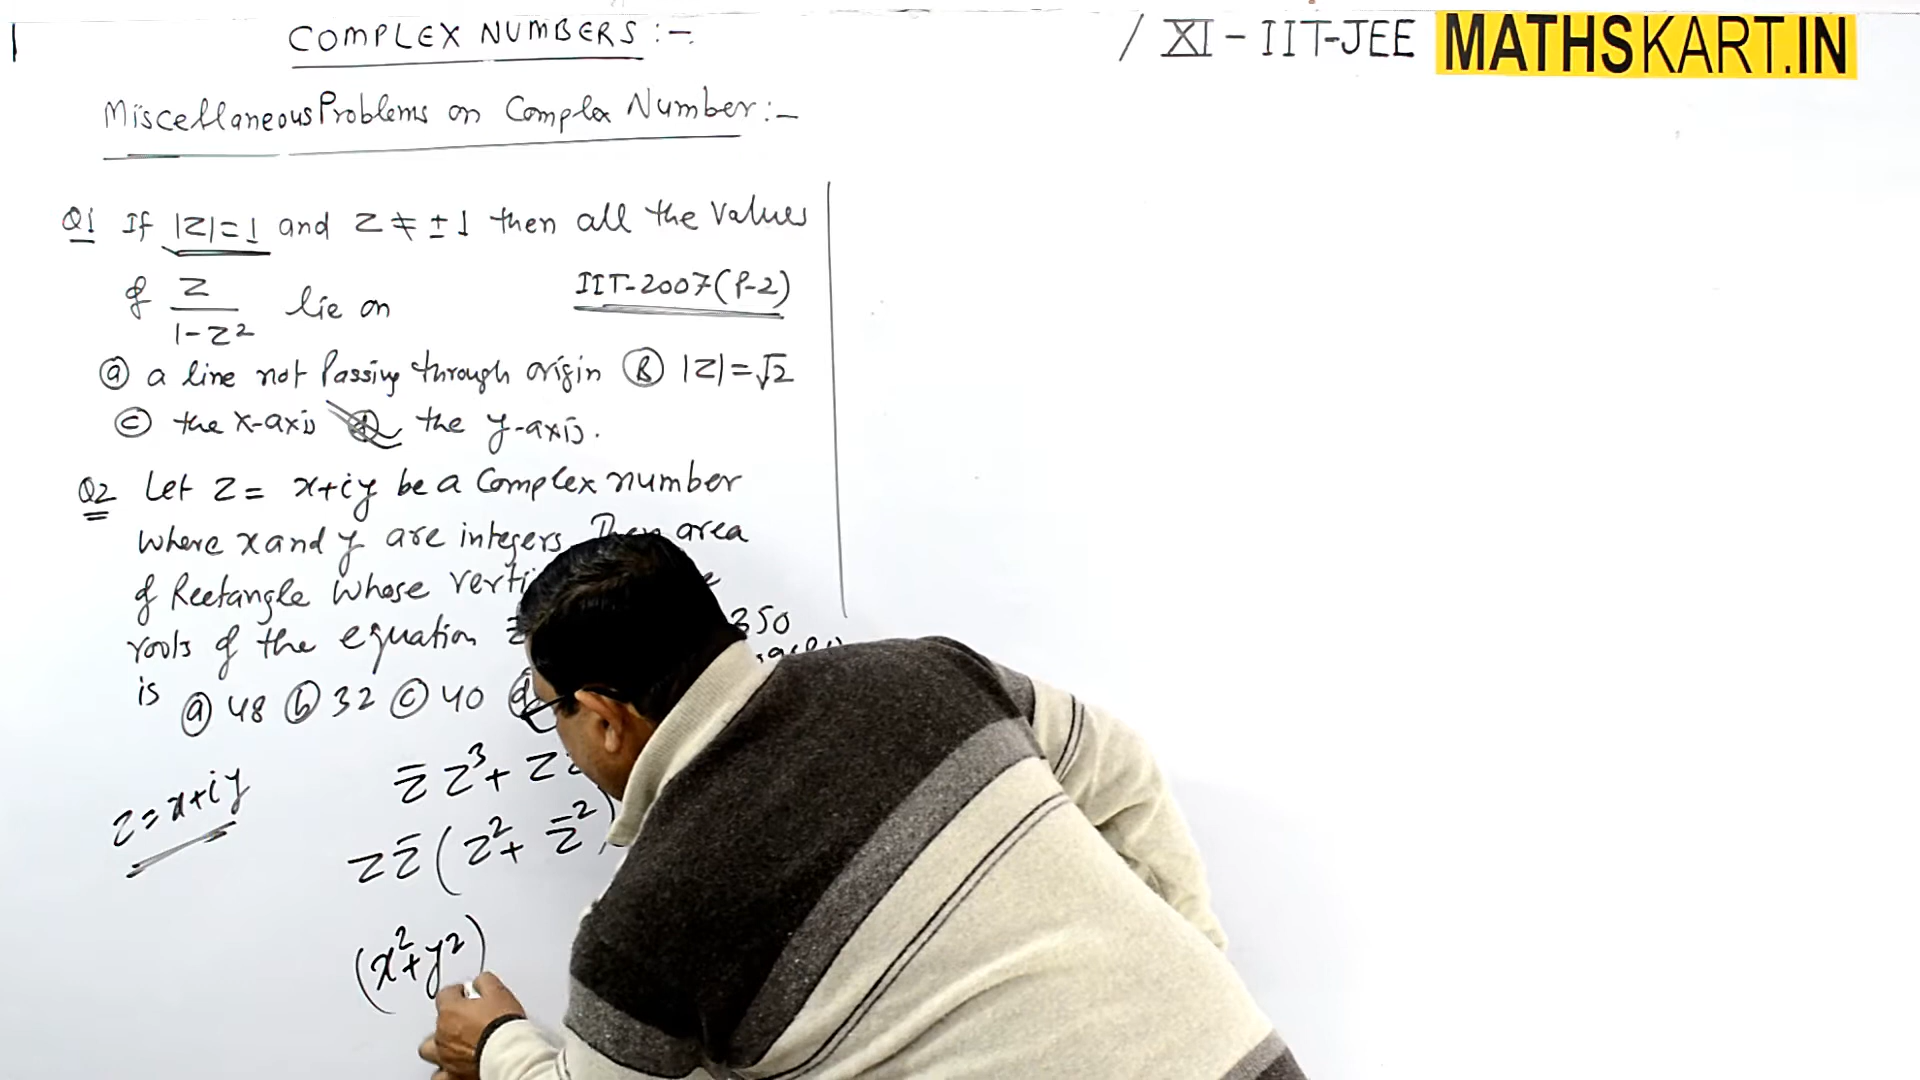 COMPLEX NUMBERS :-
/ XI - IIT-JEE MATHSKART.IN
Miscellaneous Problems on Complex Number :-
Q1 If |Z|=1 and Z ≠ ±1 then all the values
of Z/(1-Z²) lie on IIT-2007(P-2)
ⓐ a line not Passing through origin ⓑ |Z|=√2
ⓒ the x-axis ⓓ the y-axis.
Q2 Let Z = x+iy be a Complex number
where x and y are integers Then area
of Rectangle whose
roots of the equation 350
is ⓐ 48 ⓑ 32 ⓒ 40 ⓓ
Z = x+iy
z̄ z³ + z
z z̄ (z² + z̄²)
(x²+y²)